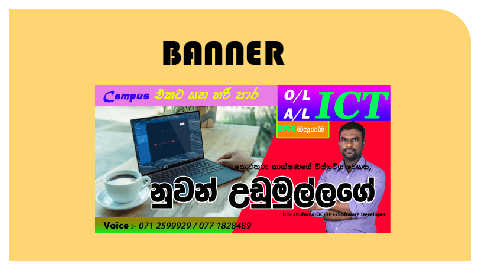 BANNER
Campus එකට යන හරි පාර
O/L
A/L
ICT
නුවන් උඩුමුල්ලගේ
Voice :- 071 2599929 / 077 1828489